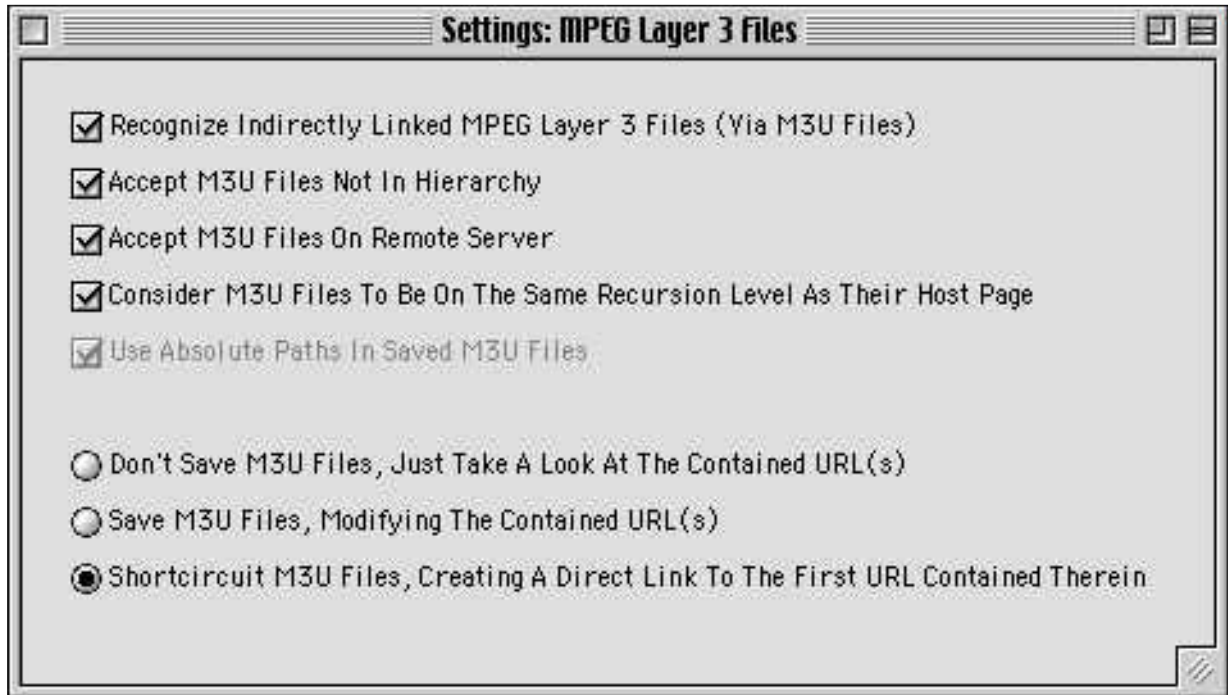 Settings: MPEG Layer 3 Files
Recognize Indirectly Linked MPEG Layer 3 Files (Via M3U Files)
Accept M3U Files Not In Hierarchy
Accept M3U Files On Remote Server
Consider M3U Files To Be On The Same Recursion Level As Their Host Page
Use Absolute Paths In Saved M3U Files
Don't Save M3U Files, Just Take A Look At The Contained URL(s)
Save M3U Files, Modifying The Contained URL(s)
Shortcircuit M3U Files, Creating A Direct Link To The First URL Contained Therein